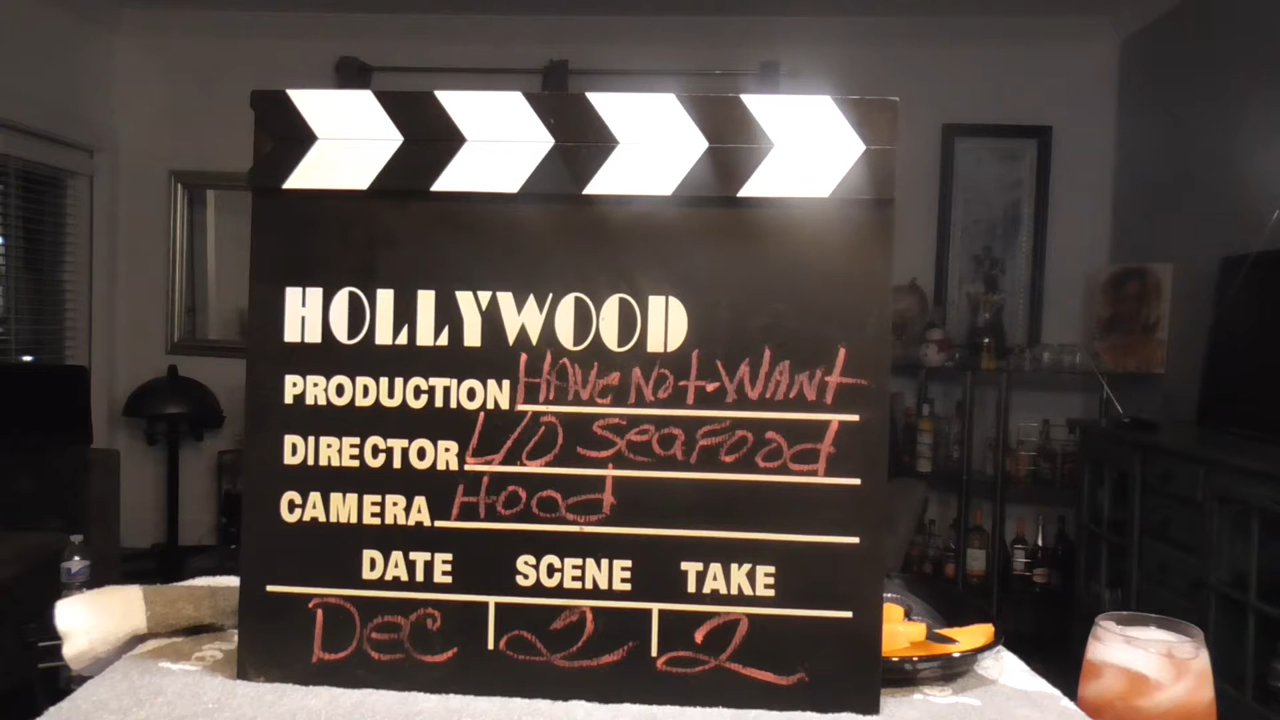 HOLLYWOOD
PRODUCTION HAVE NOT-WANT
DIRECTOR L/O SeaFood
CAMERA Hood
DATE SCENE TAKE
DEC 2 2